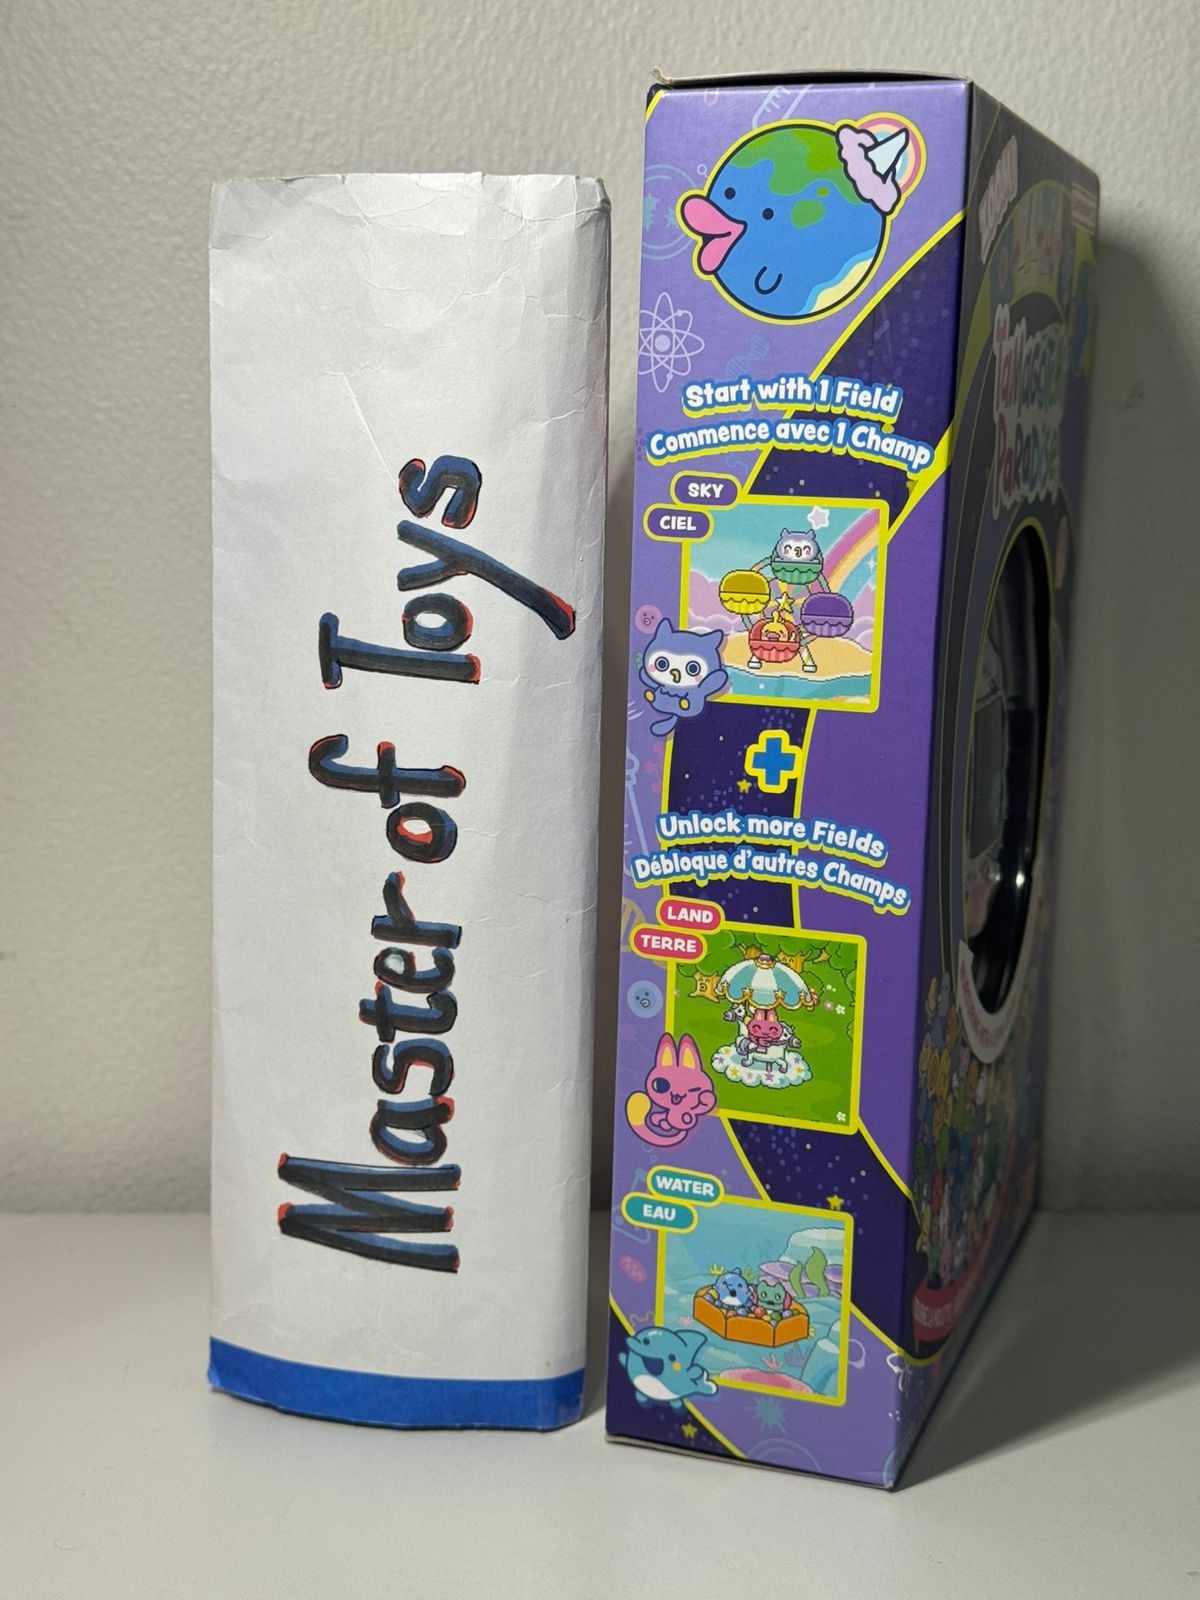 Master of Toys
Start with 1 Field
Commence avec 1 Champ
SKY
CIEL
Unlock more Fields
Débloque d'autres Champs
LAND
TERRE
WATER
EAU
Paradise